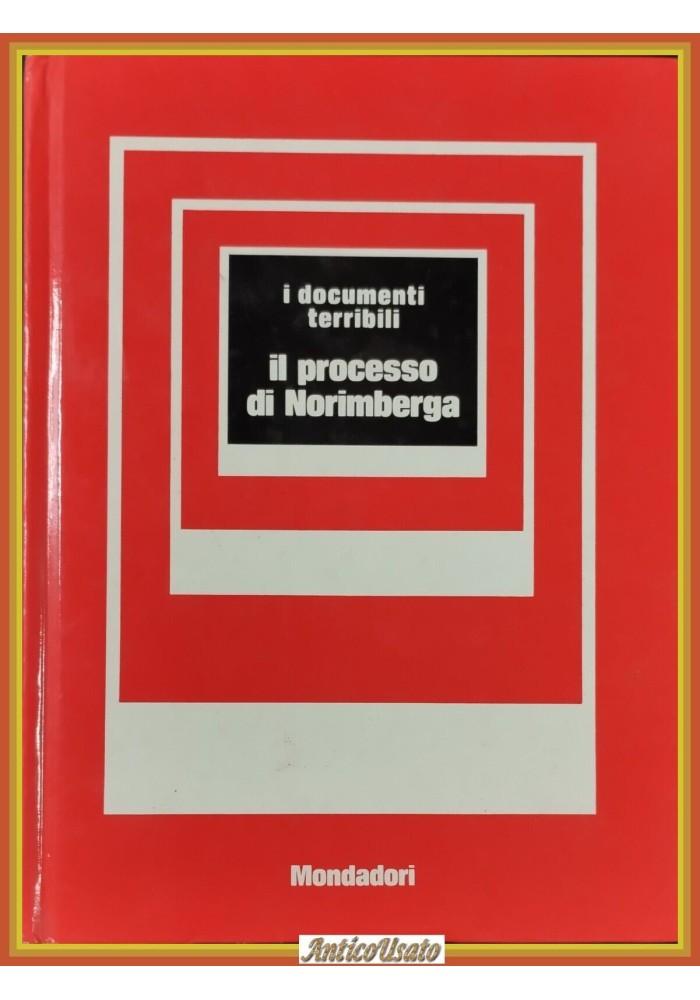 i documenti
terribili
il processo
di Norimberga
Mondadori
AnticoUsato